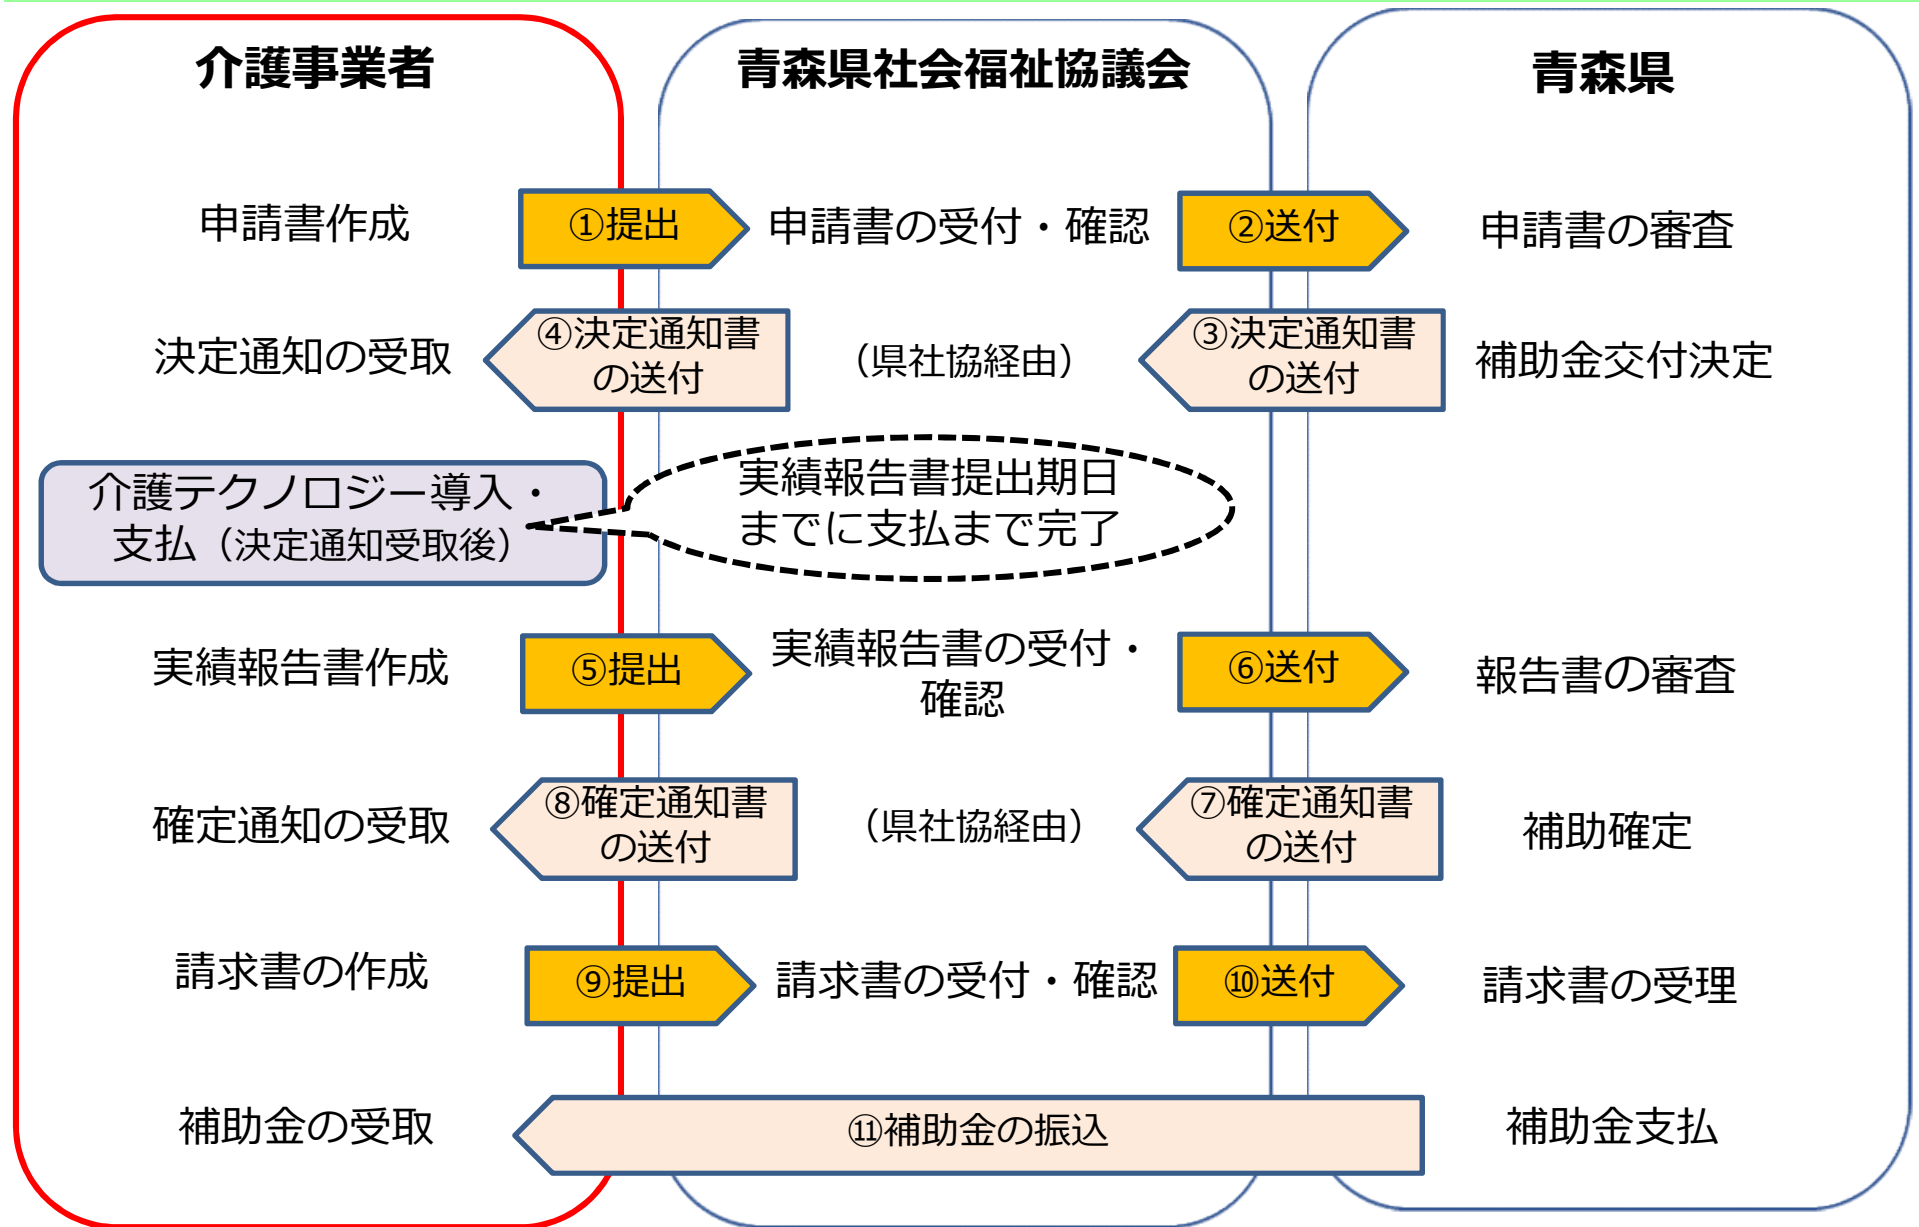 介護事業者
青森県社会福祉協議会
青森県
申請書作成
①提出
申請書の受付・確認
②送付
申請書の審査
決定通知の受取
④決定通知書
の送付
（県社協経由）
③決定通知書
の送付
補助金交付決定
介護テクノロジー導入・
支払（決定通知受取後）
実績報告書提出期日
までに支払まで完了
実績報告書作成
⑤提出
実績報告書の受付・
確認
⑥送付
報告書の審査
確定通知の受取
⑧確定通知書
の送付
（県社協経由）
⑦確定通知書
の送付
補助確定
請求書の作成
⑨提出
請求書の受付・確認
⑩送付
請求書の受理
補助金の受取
⑪補助金の振込
補助金支払